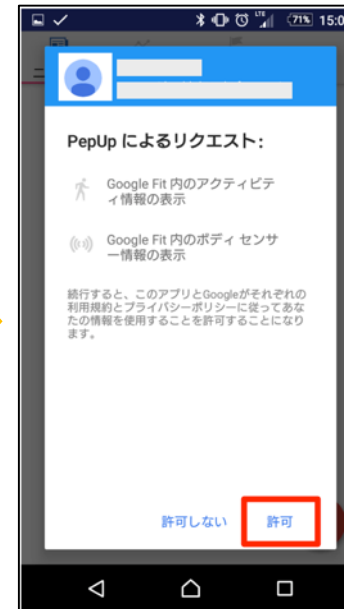 LTE 71% 15:0
PepUp によるリクエスト:
Google Fit 内のアクティビテ
ィ情報の表示
Google Fit 内のボディ センサ
ー情報の表示
続行すると、このアプリとGoogleがそれぞれの
利用規約とプライバシーポリシーに従ってあな
たの情報を使用することを許可することになり
ます。
許可しない 許可